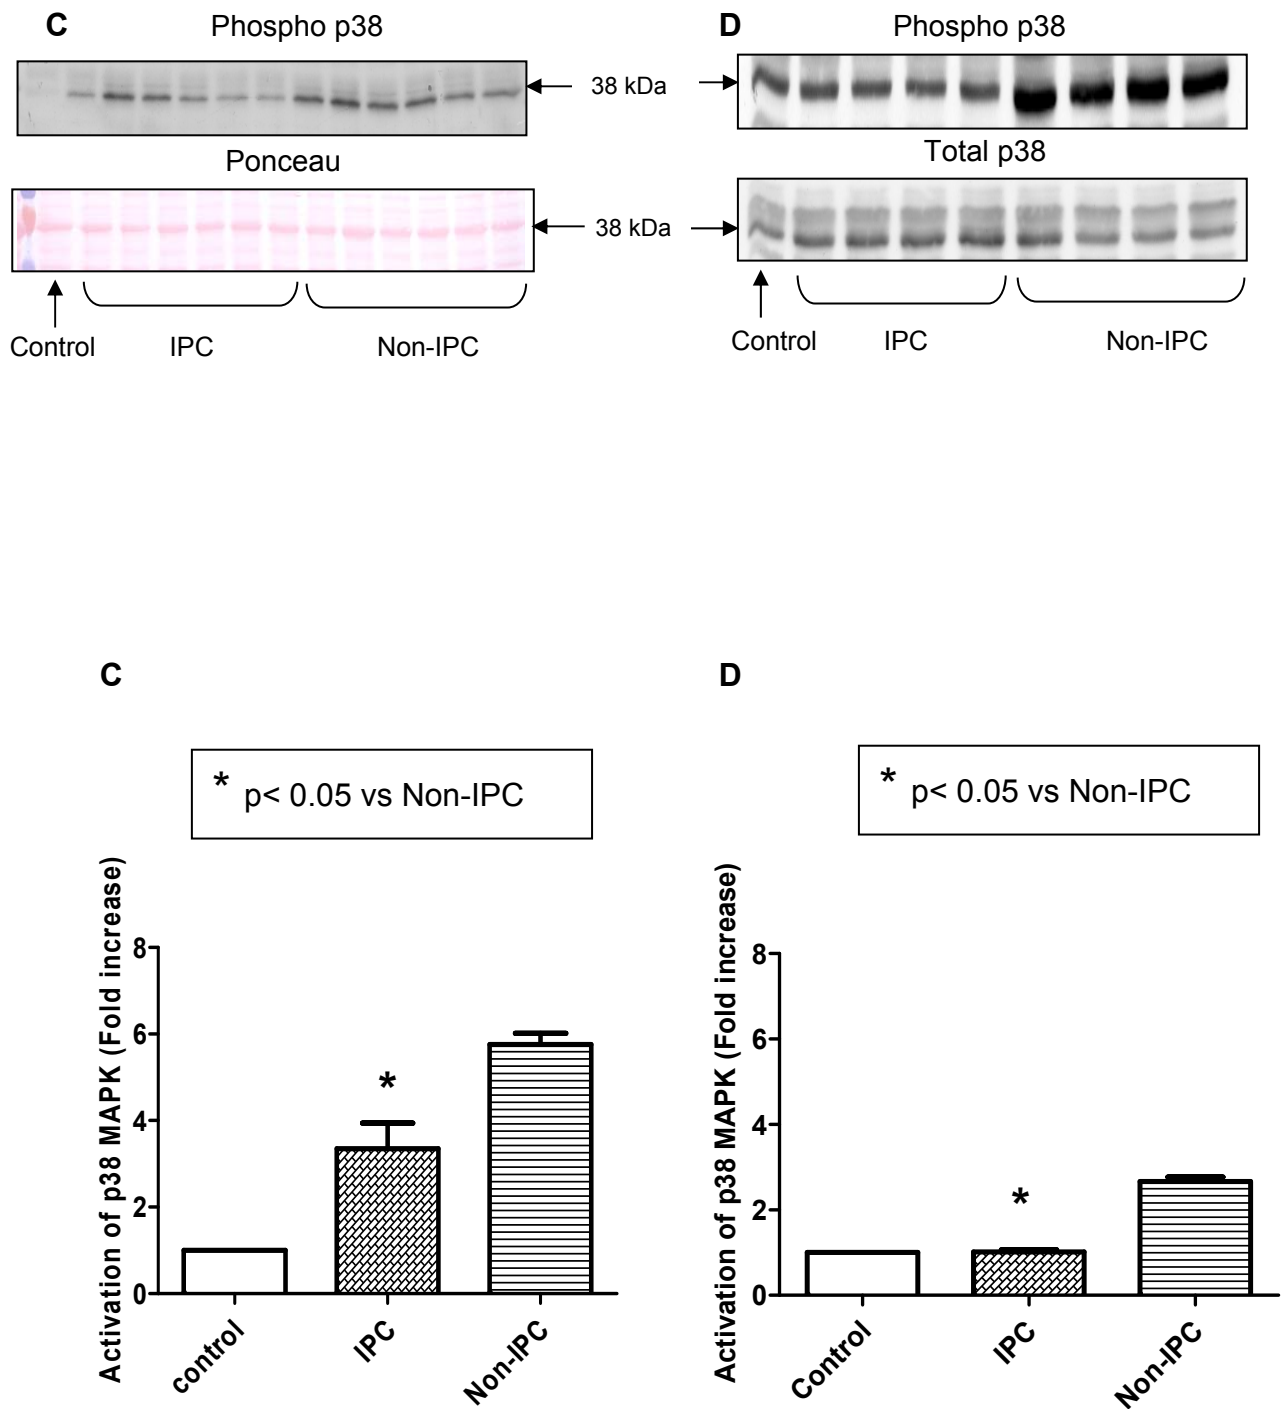 C
Phospho p38
38 kDa
Ponceau
38 kDa
Control
IPC
Non-IPC
D
Phospho p38
Total p38
Control
IPC
Non-IPC
C
* p< 0.05 vs Non-IPC
Activation of p38 MAPK (Fold increase)
8
6
4
2
0
*
control
IPC
Non-IPC
D
* p< 0.05 vs Non-IPC
Activation of p38 MAPK (Fold increase)
8
6
4
2
0
*
Control
IPC
Non-IPC